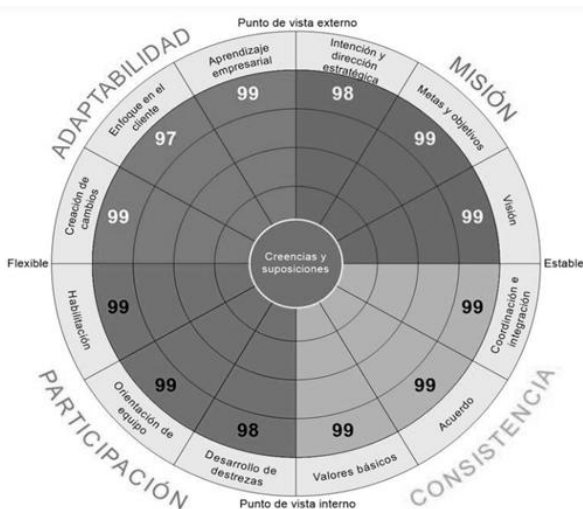 Punto de vista externo
ADAPTABILIDAD
MISIÓN
Aprendizaje
empresarial
99
Intención y
dirección
estratégica
98
Enfoque en el
cliente
97
Metas y objetivos
99
Creación de
cambios
99
Visión
99
Flexible
Creencias y
suposiciones
Estable
Habilitación
99
Coordinación e
integración
99
Orientación de
equipo
99
Acuerdo
99
Desarrollo de
destrezas
98
Valores básicos
99
PARTICIPACIÓN
CONSISTENCIA
Punto de vista interno